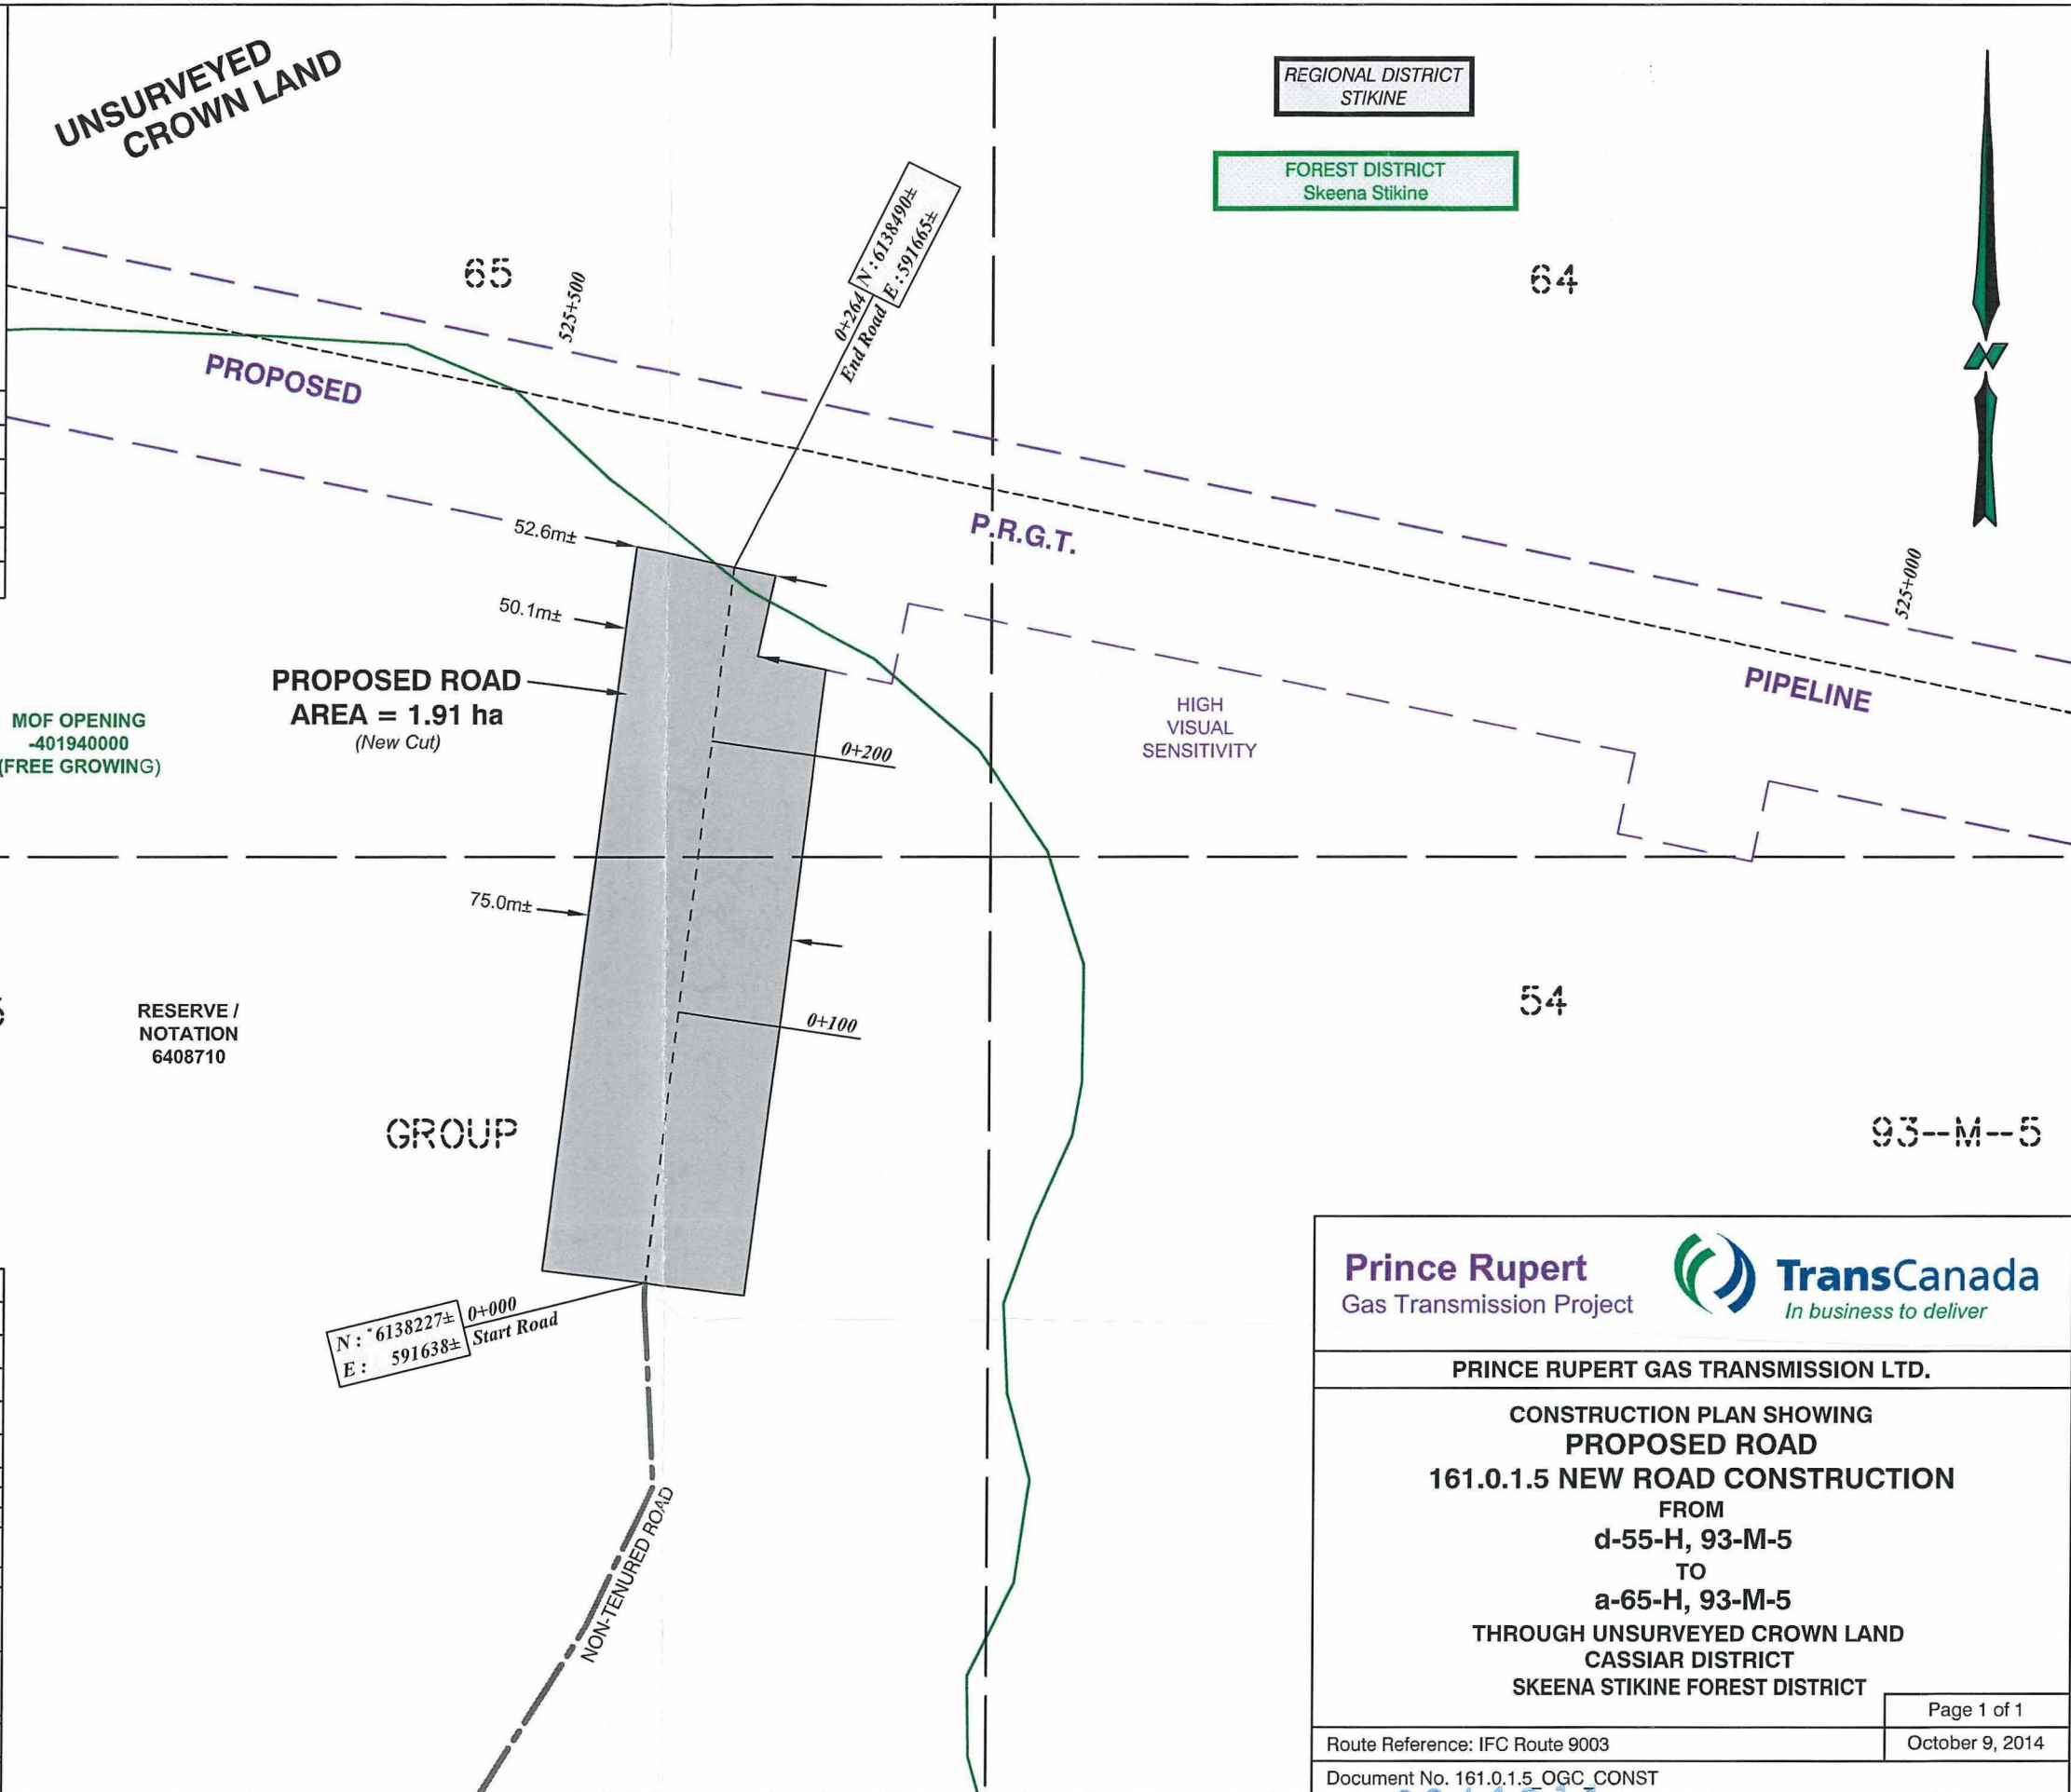 UNSURVEYED
CROWN LAND
REGIONAL DISTRICT
STIKINE
FOREST DISTRICT
Skeena Stikine
N
65
525+500
0+264
End Road
N : 6138490±
E : 591665±
64
PROPOSED
52.6m±
P.R.G.T.
525+000
50.1m±
PROPOSED ROAD
AREA = 1.91 ha
(New Cut)
PIPELINE
MOF OPENING
-401940000
(FREE GROWING)
HIGH
VISUAL
SENSITIVITY
0+200
75.0m±
54
RESERVE /
NOTATION
6408710
0+100
GROUP
93--M--5
N : 6138227±
E : 591638±
0+000
Start Road
NON-TENURED ROAD
Prince Rupert
Gas Transmission Project
TransCanada
In business to deliver
PRINCE RUPERT GAS TRANSMISSION LTD.
CONSTRUCTION PLAN SHOWING
PROPOSED ROAD
161.0.1.5 NEW ROAD CONSTRUCTION
FROM
d-55-H, 93-M-5
TO
a-65-H, 93-M-5
THROUGH UNSURVEYED CROWN LAND
CASSIAR DISTRICT
SKEENA STIKINE FOREST DISTRICT
Page 1 of 1
Route Reference: IFC Route 9003
October 9, 2014
Document No. 161.0.1.5_OGC_CONST